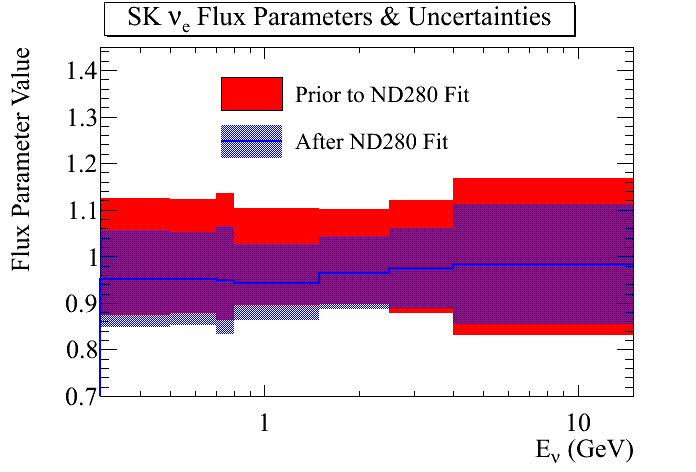 SK νe Flux Parameters & Uncertainties
Flux Parameter Value
1.4
1.3
1.2
1.1
1
0.9
0.8
0.7
Prior to ND280 Fit
After ND280 Fit
1
10
Eν (GeV)